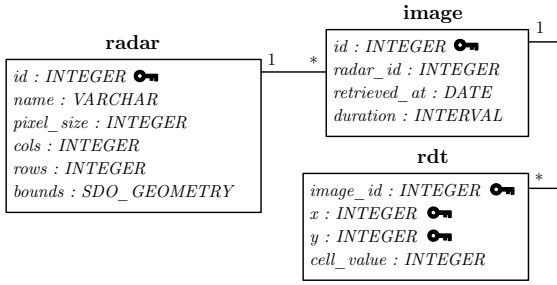 radar
id : INTEGER
name : VARCHAR
pixel_size : INTEGER
cols : INTEGER
rows : INTEGER
bounds : SDO_GEOMETRY
1
*
image
id : INTEGER
radar_id : INTEGER
retrieved_at : DATE
duration : INTERVAL
1
rdt
image_id : INTEGER
x : INTEGER
y : INTEGER
cell_value : INTEGER
*